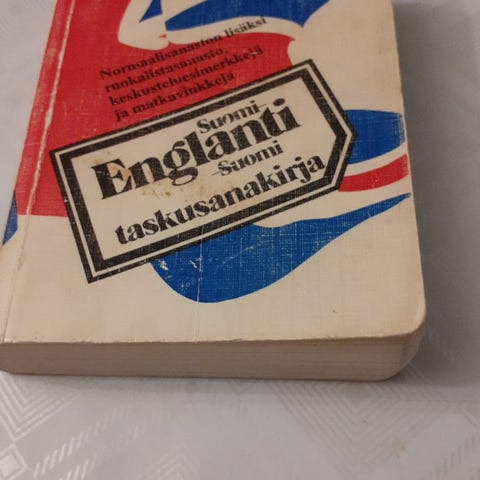 Normaalisanaston lisäksi
ruokalistasanasto,
keskusteluesimerkkejä
ja matkavinkkejä
Suomi-
Englanti
-Suomi
taskusanakirja